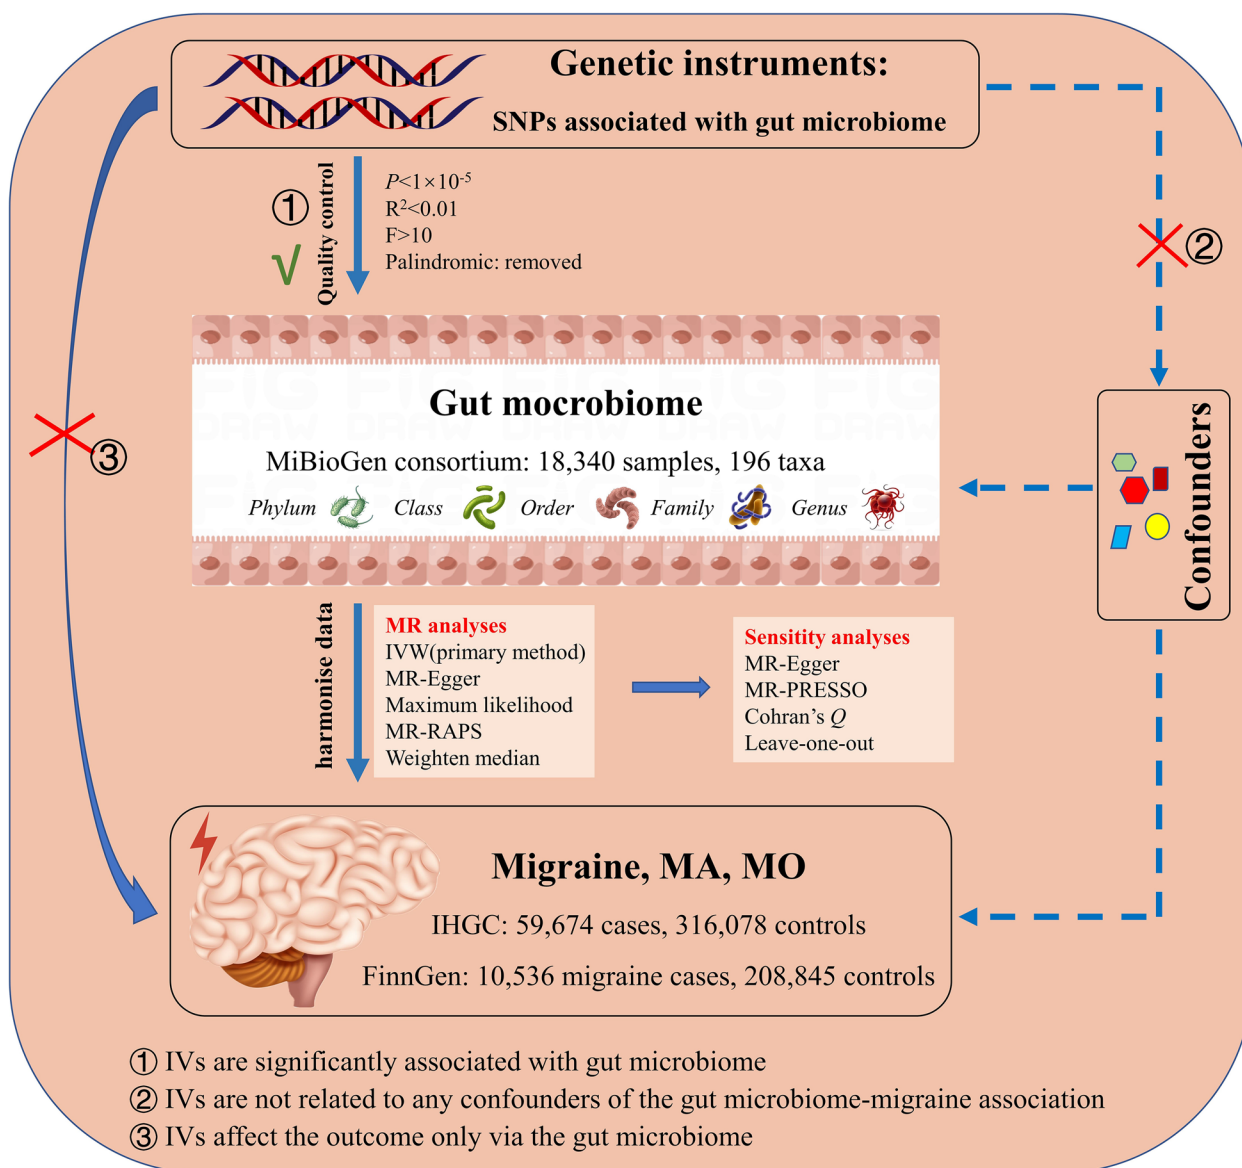 Genetic instruments:
SNPs associated with gut microbiome
①
√
Quality control
P<1×10⁻⁵
R²<0.01
F>10
Palindromic: removed
②
③
Gut mocrobiome
MiBioGen consortium: 18,340 samples, 196 taxa
Phylum Class Order Family Genus
Confounders
harmonise data
MR analyses
IVW(primary method)
MR-Egger
Maximum likelihood
MR-RAPS
Weighten median
Sensitity analyses
MR-Egger
MR-PRESSO
Cohran’s Q
Leave-one-out
Migraine, MA, MO
IHGC: 59,674 cases, 316,078 controls
FinnGen: 10,536 migraine cases, 208,845 controls
① IVs are significantly associated with gut microbiome
② IVs are not related to any confounders of the gut microbiome-migraine association
③ IVs affect the outcome only via the gut microbiome